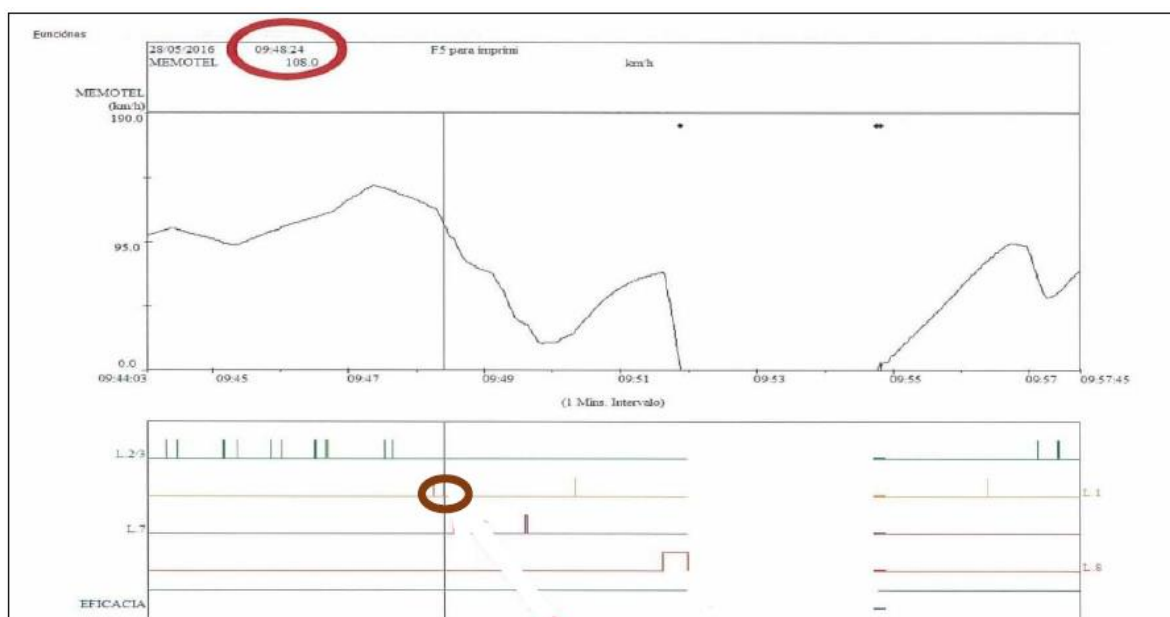 Eunciónes
28/05/2016 09:48:24 F5 para imprimi
MEMOTEL 108.0 km/h
MEMOTEL
(km/h)
190.0
95.0
0.0
09:44:03 09:45 09:47 09:49 09:51 09:53 09:55 09:57 09:57:45
(1 Mins. Intervalo)
L.2/3
L.1
L.7
L.8
EFICACIA